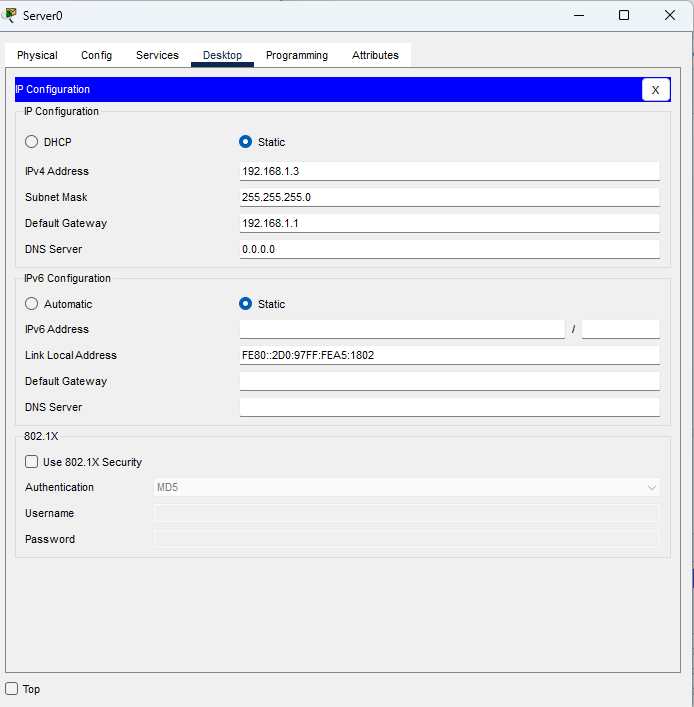 Server0
Physical Config Services Desktop Programming Attributes
IP Configuration X
IP Configuration
DHCP Static
IPv4 Address 192.168.1.3
Subnet Mask 255.255.255.0
Default Gateway 192.168.1.1
DNS Server 0.0.0.0
IPv6 Configuration
Automatic Static
IPv6 Address /
Link Local Address FE80::2D0:97FF:FEA5:1802
Default Gateway
DNS Server
802.1X
Use 802.1X Security
Authentication MD5
Username
Password
Top